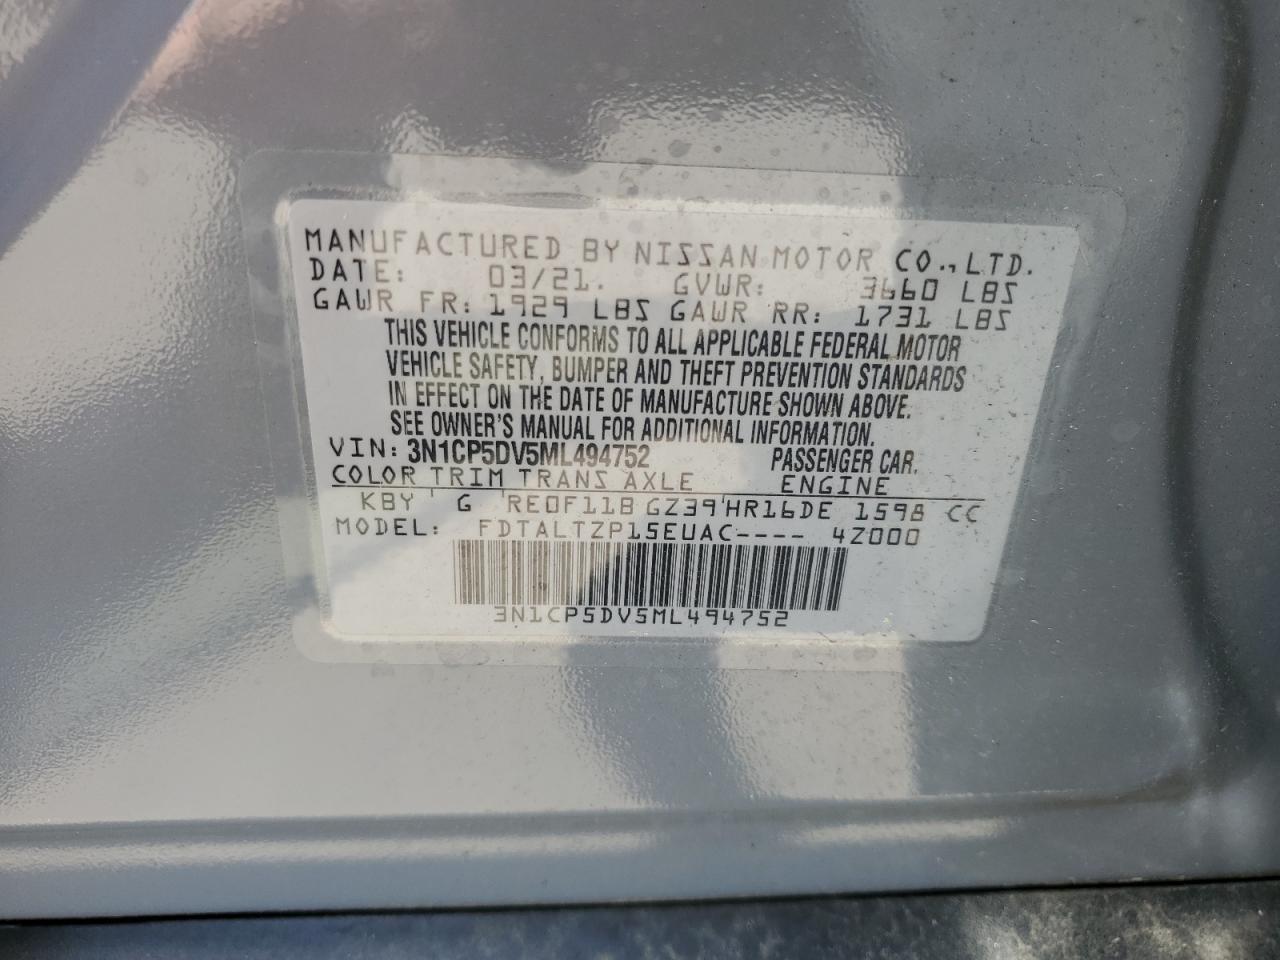 MANUFACTURED BY NISSAN MOTOR CO., LTD.
DATE: 03/21. GVWR: 3660 LBS
GAWR FR: 1929 LBS GAWR RR: 1731 LBS
THIS VEHICLE CONFORMS TO ALL APPLICABLE FEDERAL MOTOR
VEHICLE SAFETY, BUMPER AND THEFT PREVENTION STANDARDS
IN EFFECT ON THE DATE OF MANUFACTURE SHOWN ABOVE.
SEE OWNER'S MANUAL FOR ADDITIONAL INFORMATION.
VIN: 3N1CP5DV5ML494752 PASSENGER CAR.
COLOR TRIM TRANS AXLE ENGINE
KBY G RE0F11B GZ39 HR16DE 1598 CC
MODEL: FDTALTZP15EUAC---- 4Z000
3N1CP5DV5ML494752